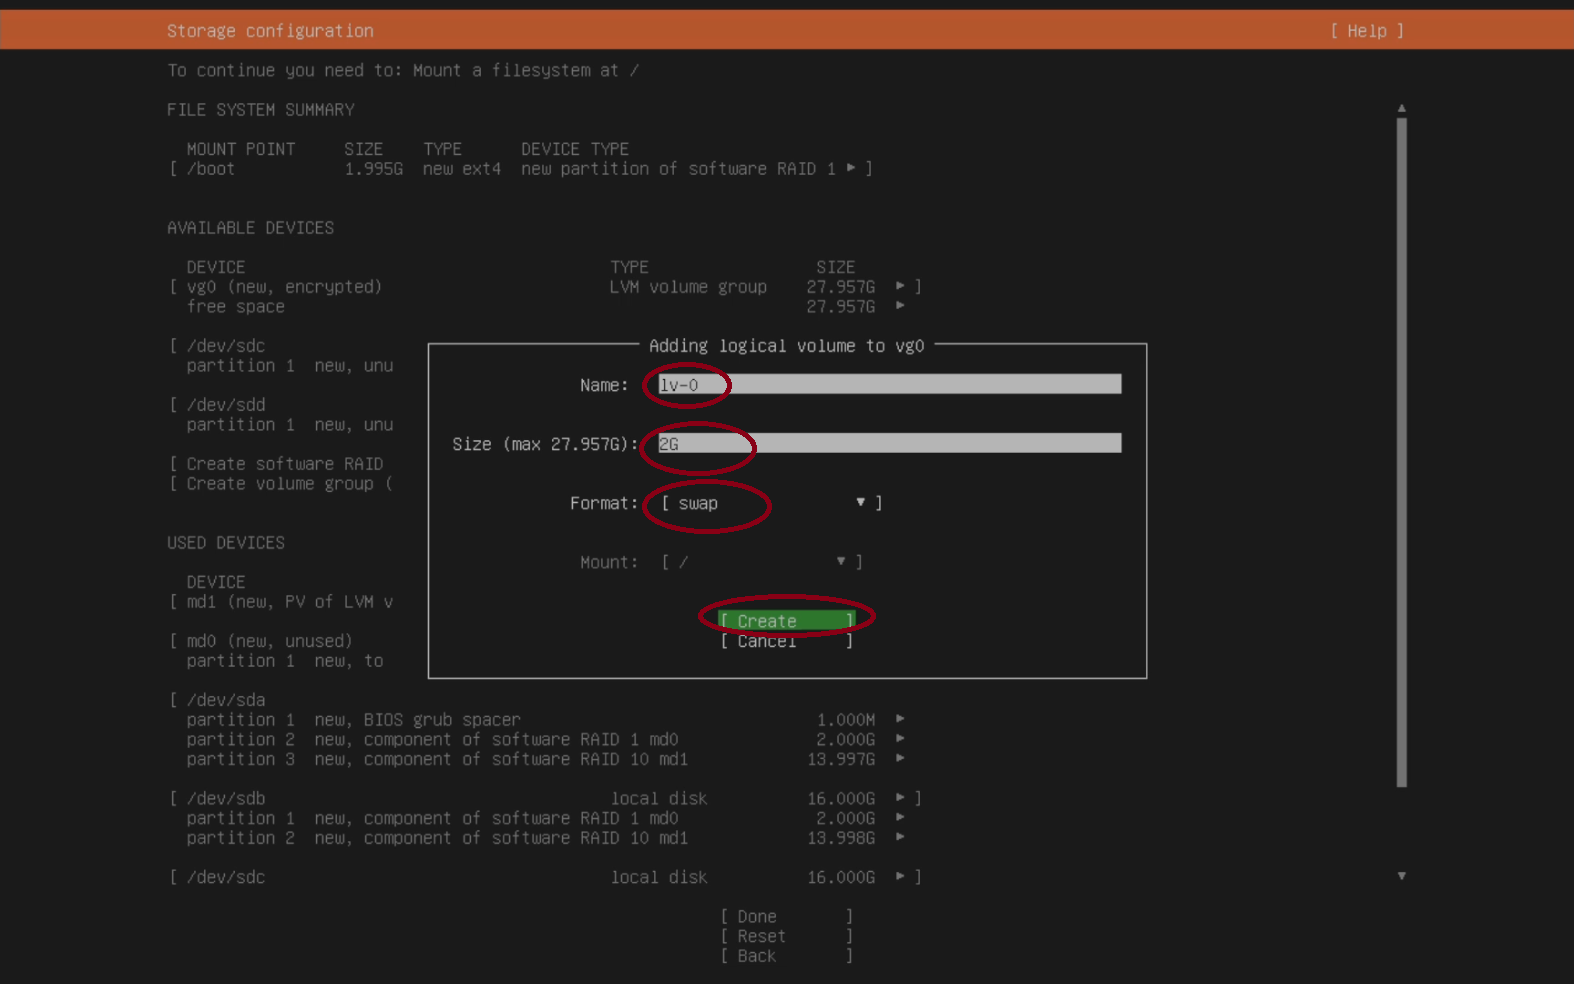 Storage configuration [ Help ]
To continue you need to: Mount a filesystem at /
FILE SYSTEM SUMMARY
MOUNT POINT SIZE TYPE DEVICE TYPE
[ /boot 1.995G new ext4 new partition of software RAID 1 ▸ ]
AVAILABLE DEVICES
DEVICE TYPE SIZE
[ vg0 (new, encrypted) LVM volume group 27.957G ▸ ]
free space 27.957G ▸
[ /dev/sdc
partition 1 new, unu
[ /dev/sdd
partition 1 new, unu
[ Create software RAID
[ Create volume group (
Adding logical volume to vg0
Name: lv-0
Size (max 27.957G): 2G
Format: [ swap ▾ ]
Mount: [ / ▾ ]
[ Create ]
[ Cancel ]
USED DEVICES
DEVICE
[ md1 (new, PV of LVM v
[ md0 (new, unused)
partition 1 new, to
[ /dev/sda
partition 1 new, BIOS grub spacer 1.000M ▸
partition 2 new, component of software RAID 1 md0 2.000G ▸
partition 3 new, component of software RAID 10 md1 13.997G ▸
[ /dev/sdb local disk 16.000G ▸ ]
partition 1 new, component of software RAID 1 md0 2.000G ▸
partition 2 new, component of software RAID 10 md1 13.998G ▸
[ /dev/sdc local disk 16.000G ▸ ]
[ Done ]
[ Reset ]
[ Back ]